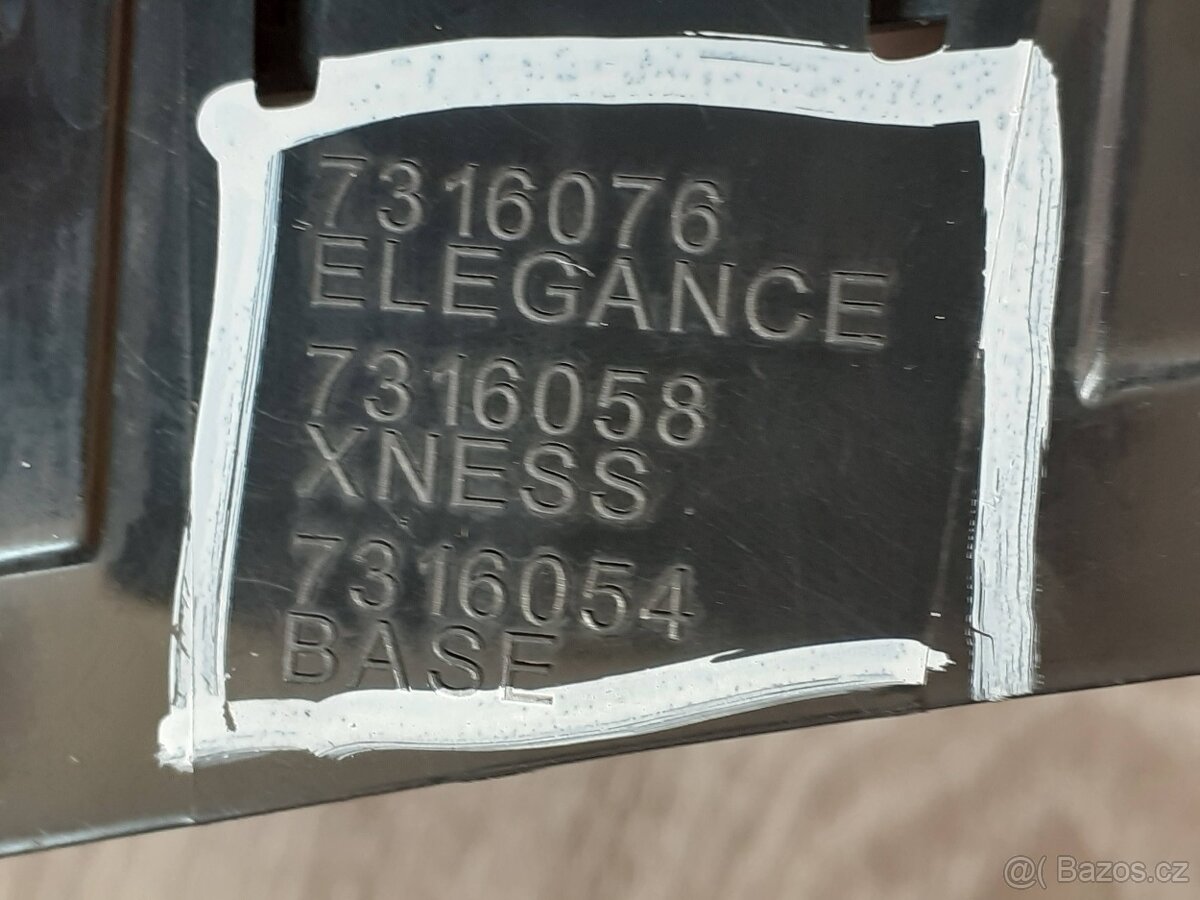 7316076
ELEGANCE
7316058
XNESS
7316054
BASE
@( Bazos.cz